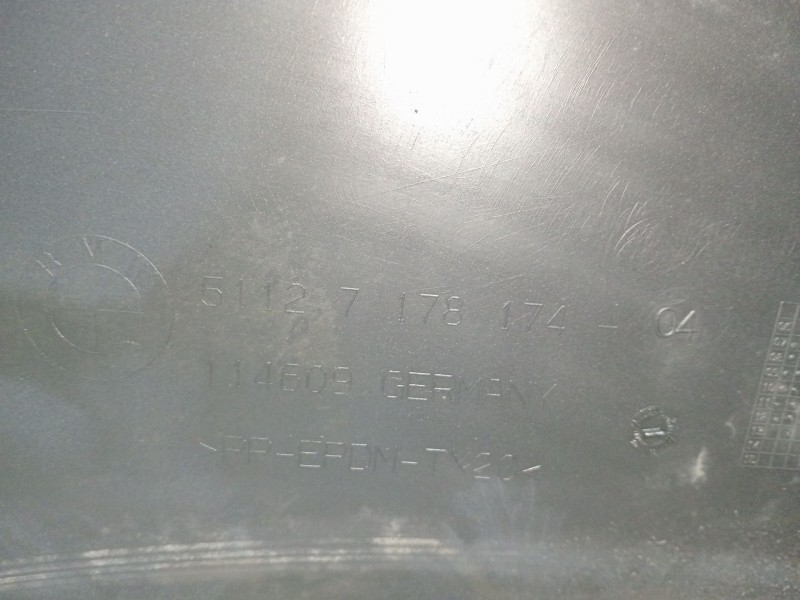 BMW
5112 7 178 174 - 04
114609 GERMANY
>PP-EPDM-TV20<